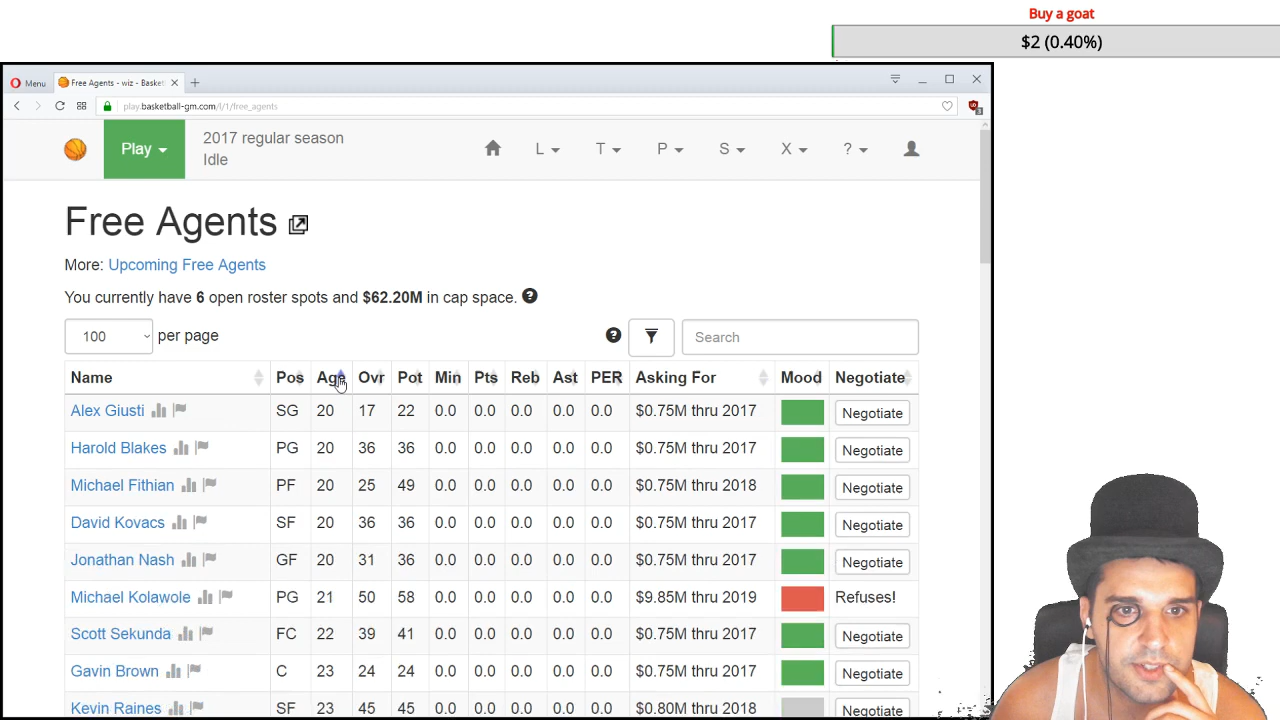 Buy a goat
$2 (0.40%)
Menu
Free Agents - wiz - Basket
play.basketball-gm.com/l/1/free_agents
Play
2017 regular season
Idle
L
T
P
S
X
?
Free Agents
More: Upcoming Free Agents
You currently have 6 open roster spots and $62.20M in cap space.
100 per page
Search
Name Pos Age Ovr Pot Min Pts Reb Ast PER Asking For Mood Negotiate
Alex Giusti SG 20 17 22 0.0 0.0 0.0 0.0 0.0 $0.75M thru 2017 Negotiate
Harold Blakes PG 20 36 36 0.0 0.0 0.0 0.0 0.0 $0.75M thru 2017 Negotiate
Michael Fithian PF 20 25 49 0.0 0.0 0.0 0.0 0.0 $0.75M thru 2018 Negotiate
David Kovacs SF 20 36 36 0.0 0.0 0.0 0.0 0.0 $0.75M thru 2017 Negotiate
Jonathan Nash GF 20 31 36 0.0 0.0 0.0 0.0 0.0 $0.75M thru 2017 Negotiate
Michael Kolawole PG 21 50 58 0.0 0.0 0.0 0.0 0.0 $9.85M thru 2019 Refuses!
Scott Sekunda FC 22 39 41 0.0 0.0 0.0 0.0 0.0 $0.75M thru 2017 Negotiate
Gavin Brown C 23 24 24 0.0 0.0 0.0 0.0 0.0 $0.75M thru 2017 Negotiate
Kevin Raines SF 23 45 45 0.0 0.0 0.0 0.0 0.0 $0.80M thru 2018 Negotiate